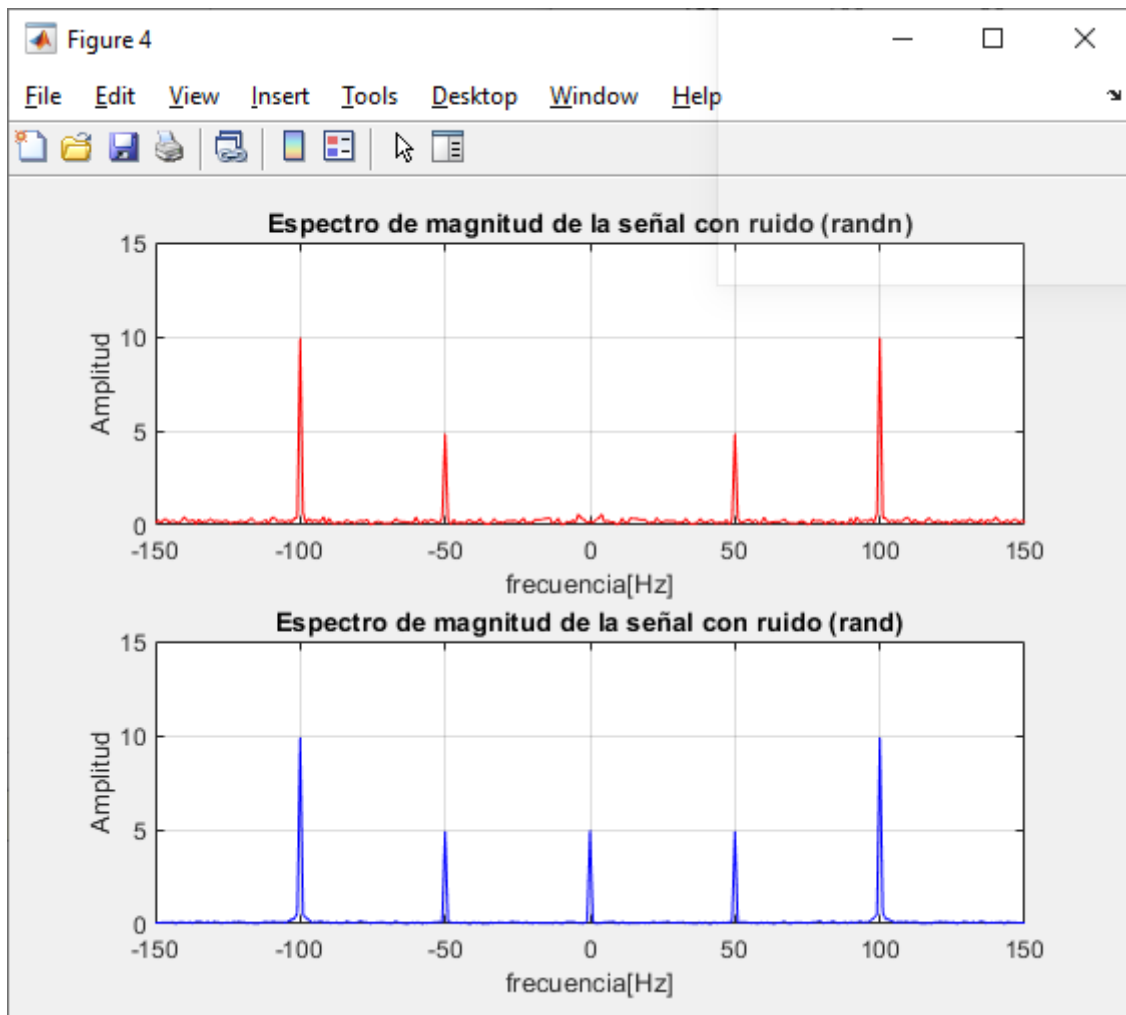 Figure 4
File Edit View Insert Tools Desktop Window Help
Espectro de magnitud de la señal con ruido (randn)
15
10
5
0
Amplitud
-150 -100 -50 0 50 100 150
frecuencia[Hz]
Espectro de magnitud de la señal con ruido (rand)
15
10
5
0
Amplitud
-150 -100 -50 0 50 100 150
frecuencia[Hz]